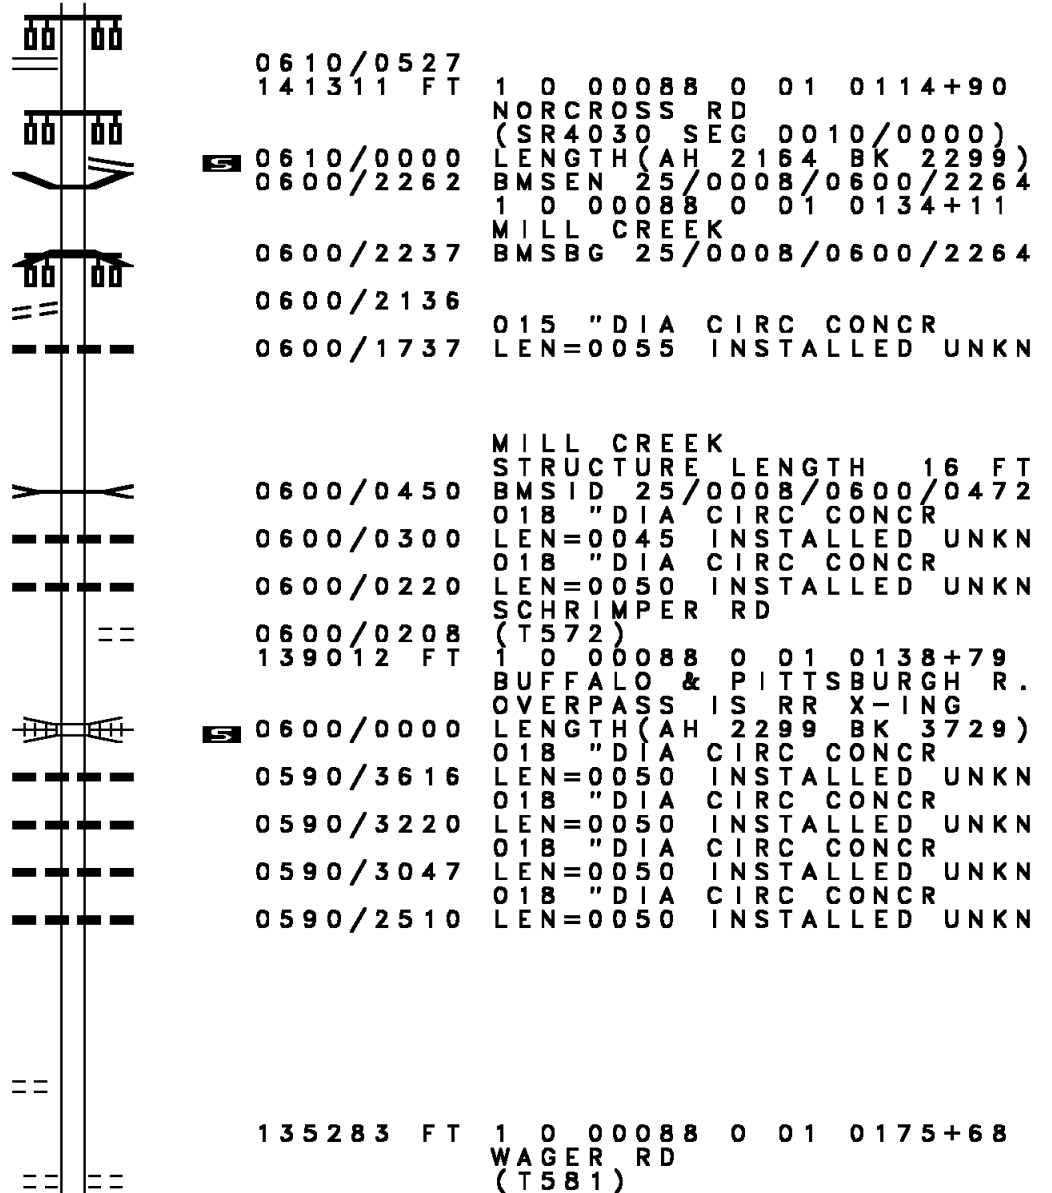 0610/0527
141311 FT 1 0 00088 0 01 0114+90
NORCROSS RD
(SR4030 SEG 0010/0000)
S 0610/0000 LENGTH(AH 2164 BK 2299)
0600/2262 BMSEN 25/0008/0600/2264
1 0 00088 0 01 0134+11
MILL CREEK
0600/2237 BMSBG 25/0008/0600/2264
0600/2136
015 "DIA CIRC CONCR
0600/1737 LEN=0055 INSTALLED UNKN
MILL CREEK
STRUCTURE LENGTH 16 FT
0600/0450 BMSID 25/0008/0600/0472
018 "DIA CIRC CONCR
0600/0300 LEN=0045 INSTALLED UNKN
018 "DIA CIRC CONCR
0600/0220 LEN=0050 INSTALLED UNKN
SCHRIMPER RD
0600/0208 (T572)
139012 FT 1 0 00088 0 01 0138+79
BUFFALO & PITTSBURGH R.
OVERPASS IS RR X-ING
S 0600/0000 LENGTH(AH 2299 BK 3729)
018 "DIA CIRC CONCR
0590/3616 LEN=0050 INSTALLED UNKN
018 "DIA CIRC CONCR
0590/3220 LEN=0050 INSTALLED UNKN
018 "DIA CIRC CONCR
0590/3047 LEN=0050 INSTALLED UNKN
018 "DIA CIRC CONCR
0590/2510 LEN=0050 INSTALLED UNKN
135283 FT 1 0 00088 0 01 0175+68
WAGER RD
(T581)